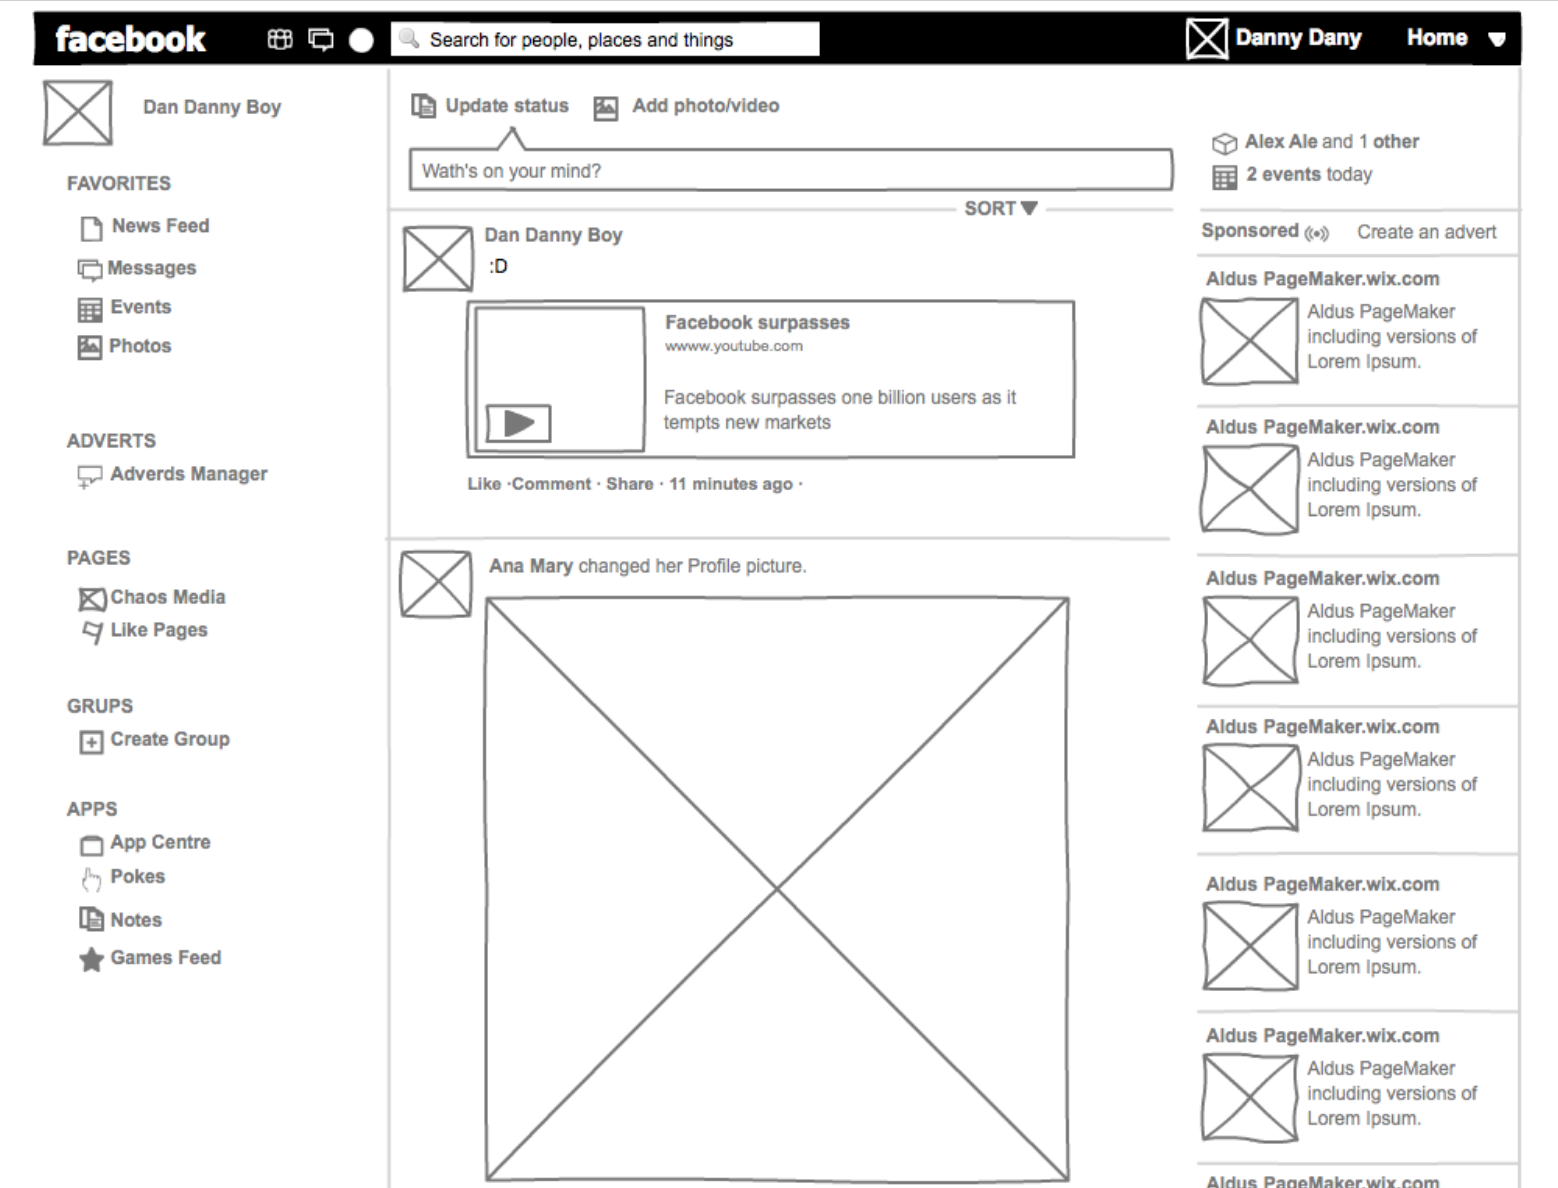 facebook
Search for people, places and things
Danny Dany
Home
Dan Danny Boy
FAVORITES
News Feed
Messages
Events
Photos
ADVERTS
Adverds Manager
PAGES
Chaos Media
Like Pages
GRUPS
Create Group
APPS
App Centre
Pokes
Notes
Games Feed
Update status
Add photo/video
Wath's on your mind?
SORT
Dan Danny Boy
:D
Facebook surpasses
wwww.youtube.com
Facebook surpasses one billion users as it
tempts new markets
Like ·Comment · Share · 11 minutes ago ·
Ana Mary changed her Profile picture.
Alex Ale and 1 other
2 events today
Sponsored
Create an advert
Aldus PageMaker.wix.com
Aldus PageMaker
including versions of
Lorem Ipsum.
Aldus PageMaker.wix.com
Aldus PageMaker
including versions of
Lorem Ipsum.
Aldus PageMaker.wix.com
Aldus PageMaker
including versions of
Lorem Ipsum.
Aldus PageMaker.wix.com
Aldus PageMaker
including versions of
Lorem Ipsum.
Aldus PageMaker.wix.com
Aldus PageMaker
including versions of
Lorem Ipsum.
Aldus PageMaker.wix.com
Aldus PageMaker
including versions of
Lorem Ipsum.
Aldus PageMaker.wix.com